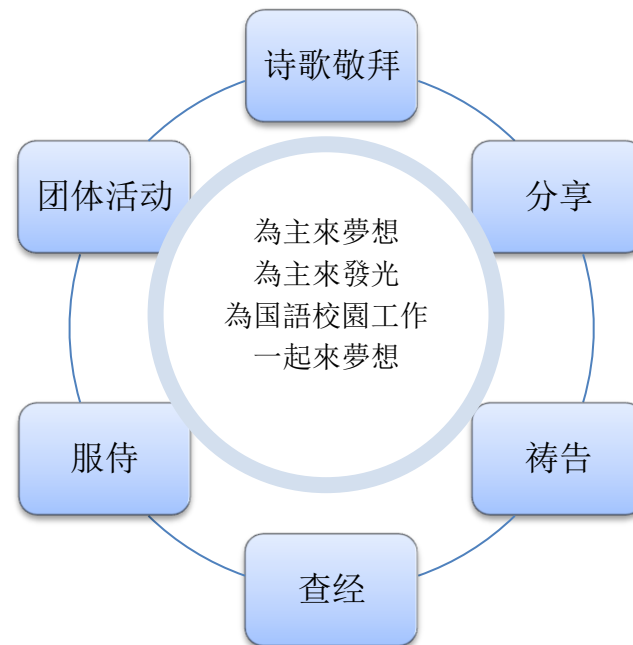 诗歌敬拜
分享
祷告
查经
服侍
团体活动
為主來夢想
為主來發光
為国語校園工作
一起來夢想